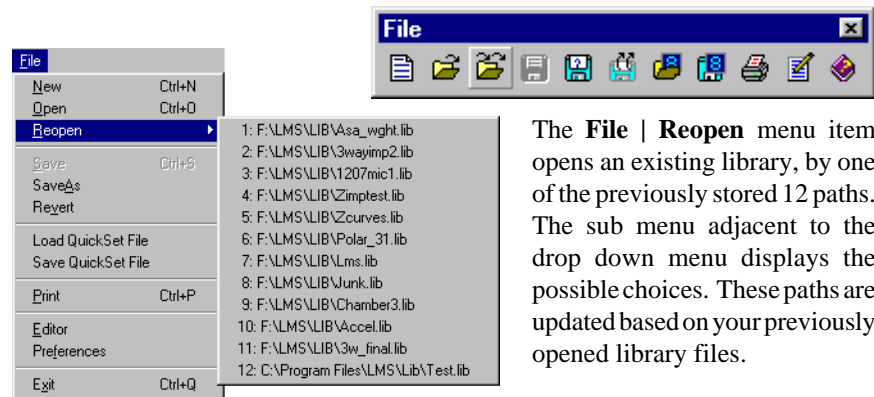 File
File
New Ctrl+N
Open Ctrl+O
Reopen
Save Ctrl+S
SaveAs
Revert
Load QuickSet File
Save QuickSet File
Print Ctrl+P
Editor
Preferences
Exit Ctrl+Q
1: F:\LMS\LIB\Asa_wght.lib
2: F:\LMS\LIB\3wayimp2.lib
3: F:\LMS\LIB\1207mic1.lib
4: F:\LMS\LIB\Zimptest.lib
5: F:\LMS\LIB\Zcurves.lib
6: F:\LMS\LIB\Polar_31.lib
7: F:\LMS\LIB\Lms.lib
8: F:\LMS\LIB\Junk.lib
9: F:\LMS\LIB\Chamber3.lib
10: F:\LMS\LIB\Accel.lib
11: F:\LMS\LIB\3w_final.lib
12: C:\Program Files\LMS\Lib\Test.lib
The File | Reopen menu item
opens an existing library, by one
of the previously stored 12 paths.
The sub menu adjacent to the
drop down menu displays the
possible choices. These paths are
updated based on your previously
opened library files.